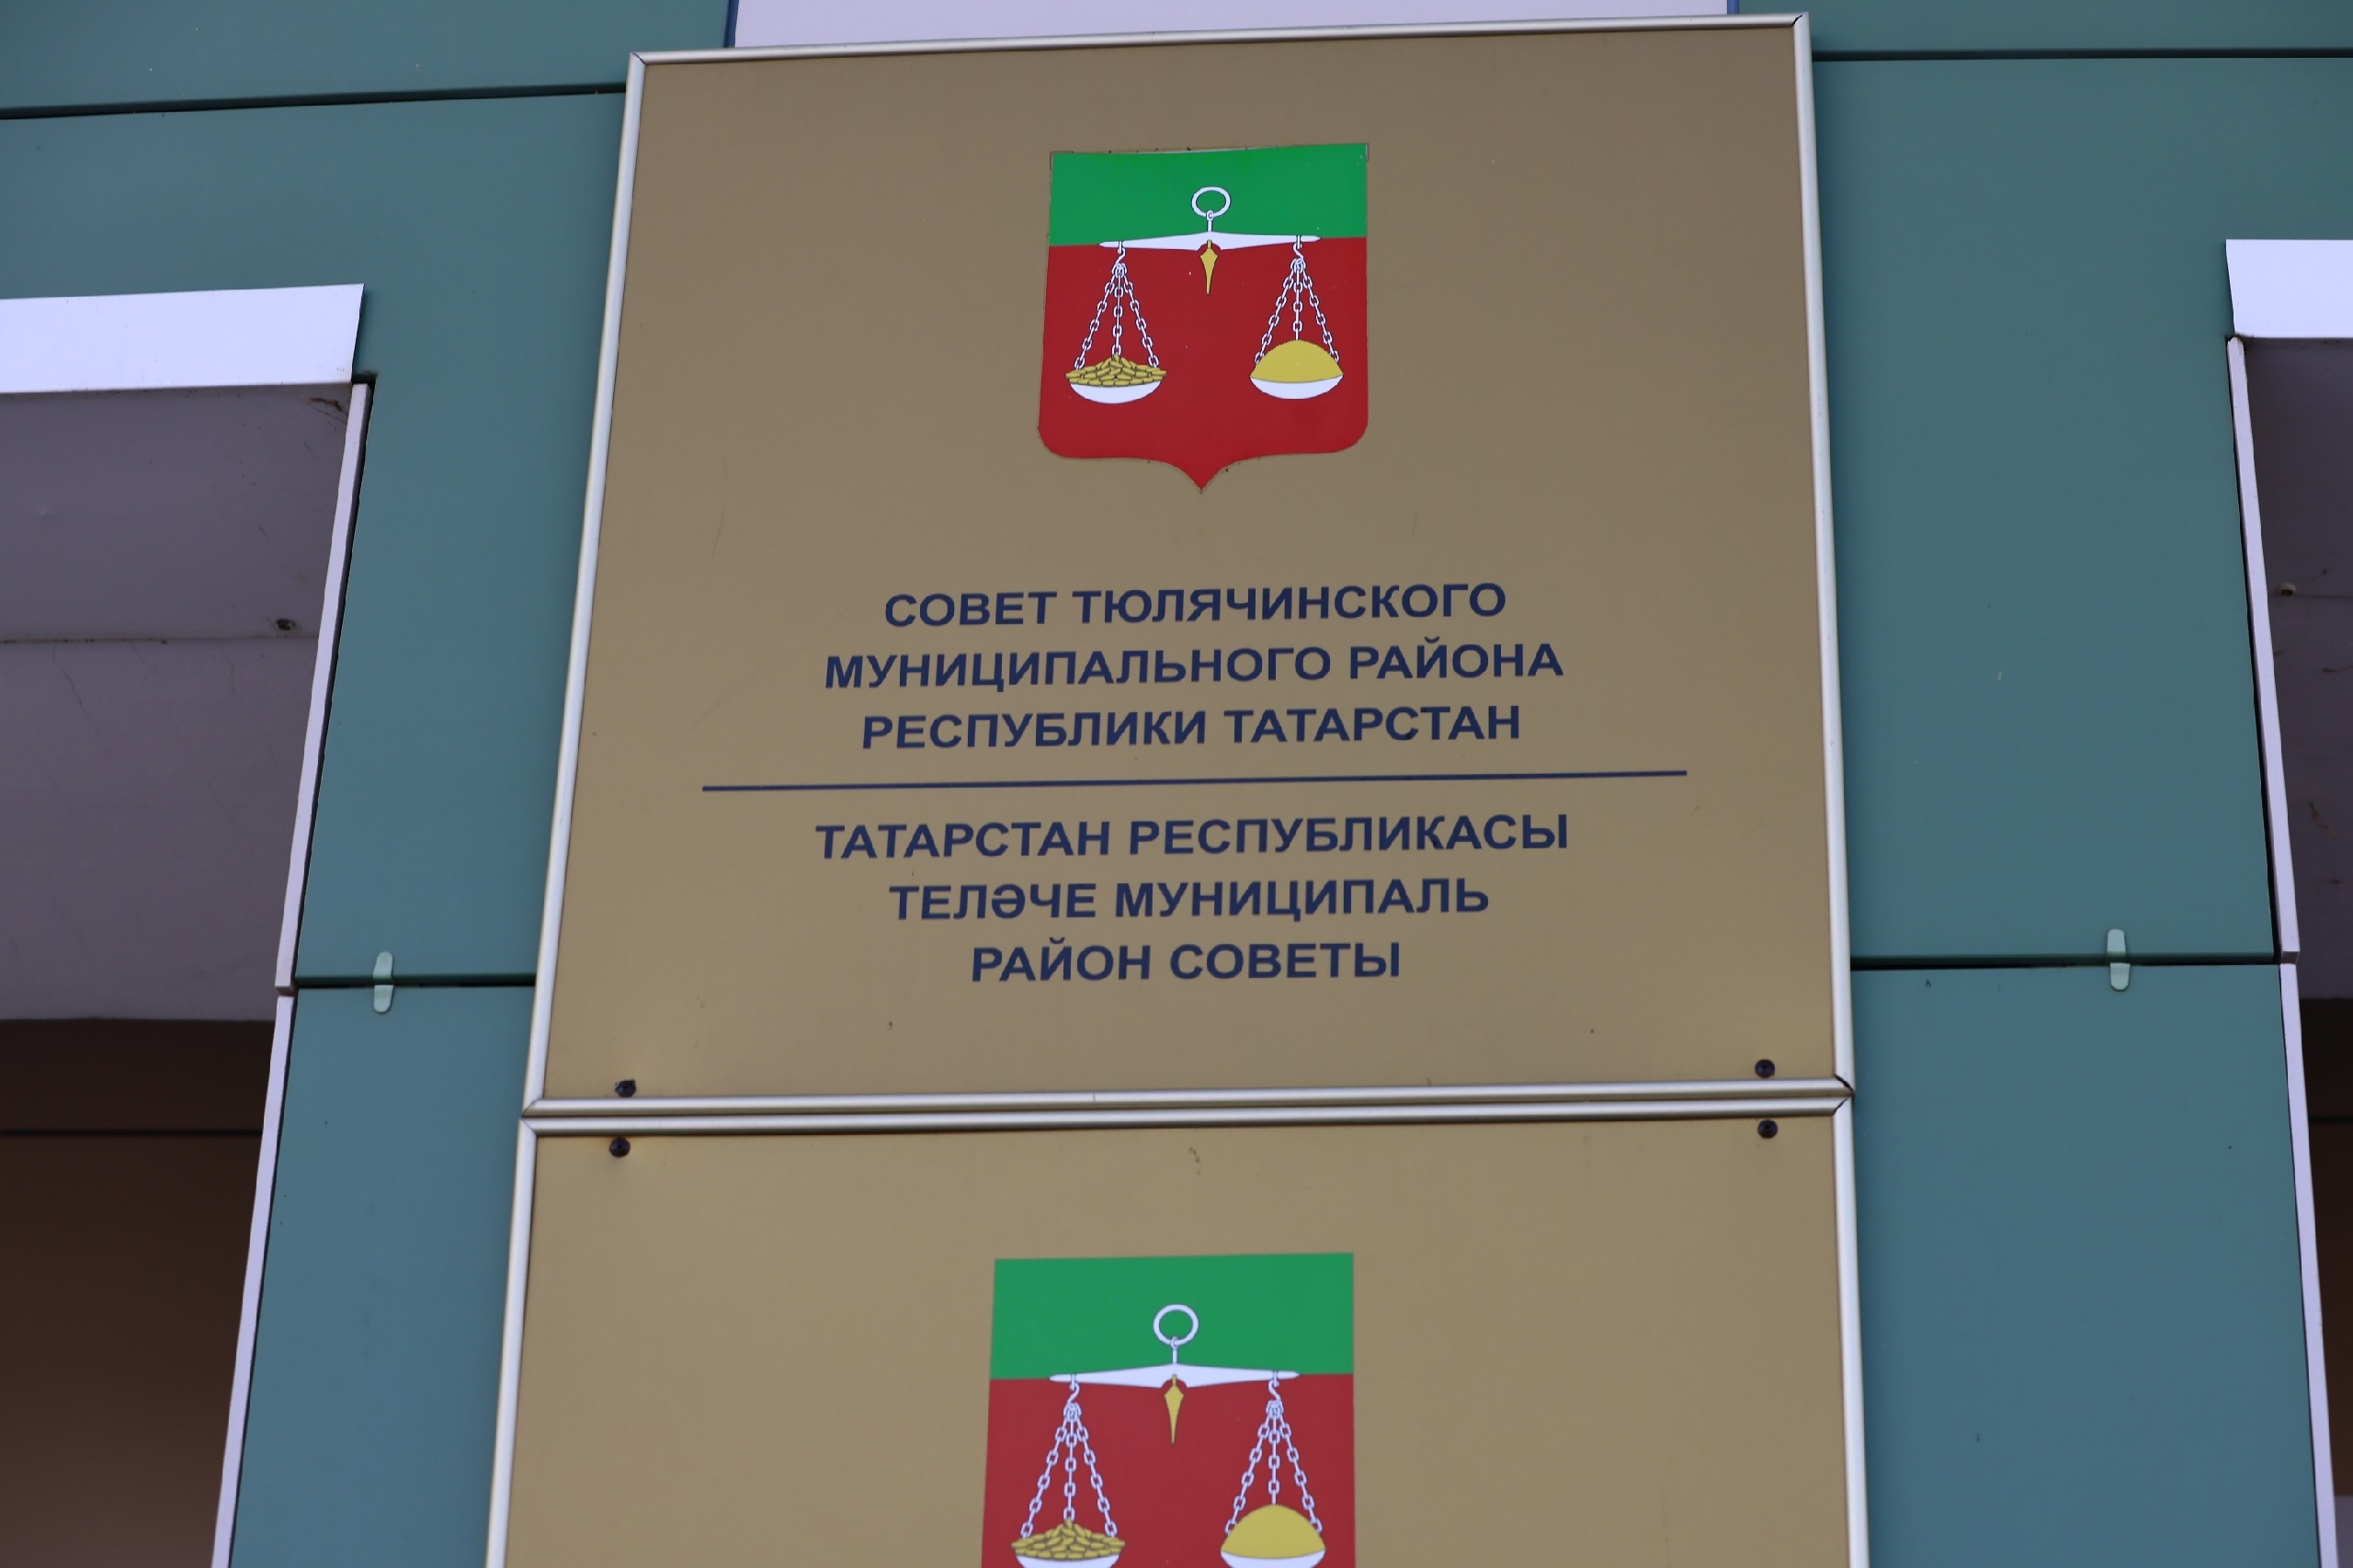 СОВЕТ ТЮЛЯЧИНСКОГО
МУНИЦИПАЛЬНОГО РАЙОНА
РЕСПУБЛИКИ ТАТАРСТАН
ТАТАРСТАН РЕСПУБЛИКАСЫ
ТЕЛӘЧЕ МУНИЦИПАЛЬ
РАЙОН СОВЕТЫ